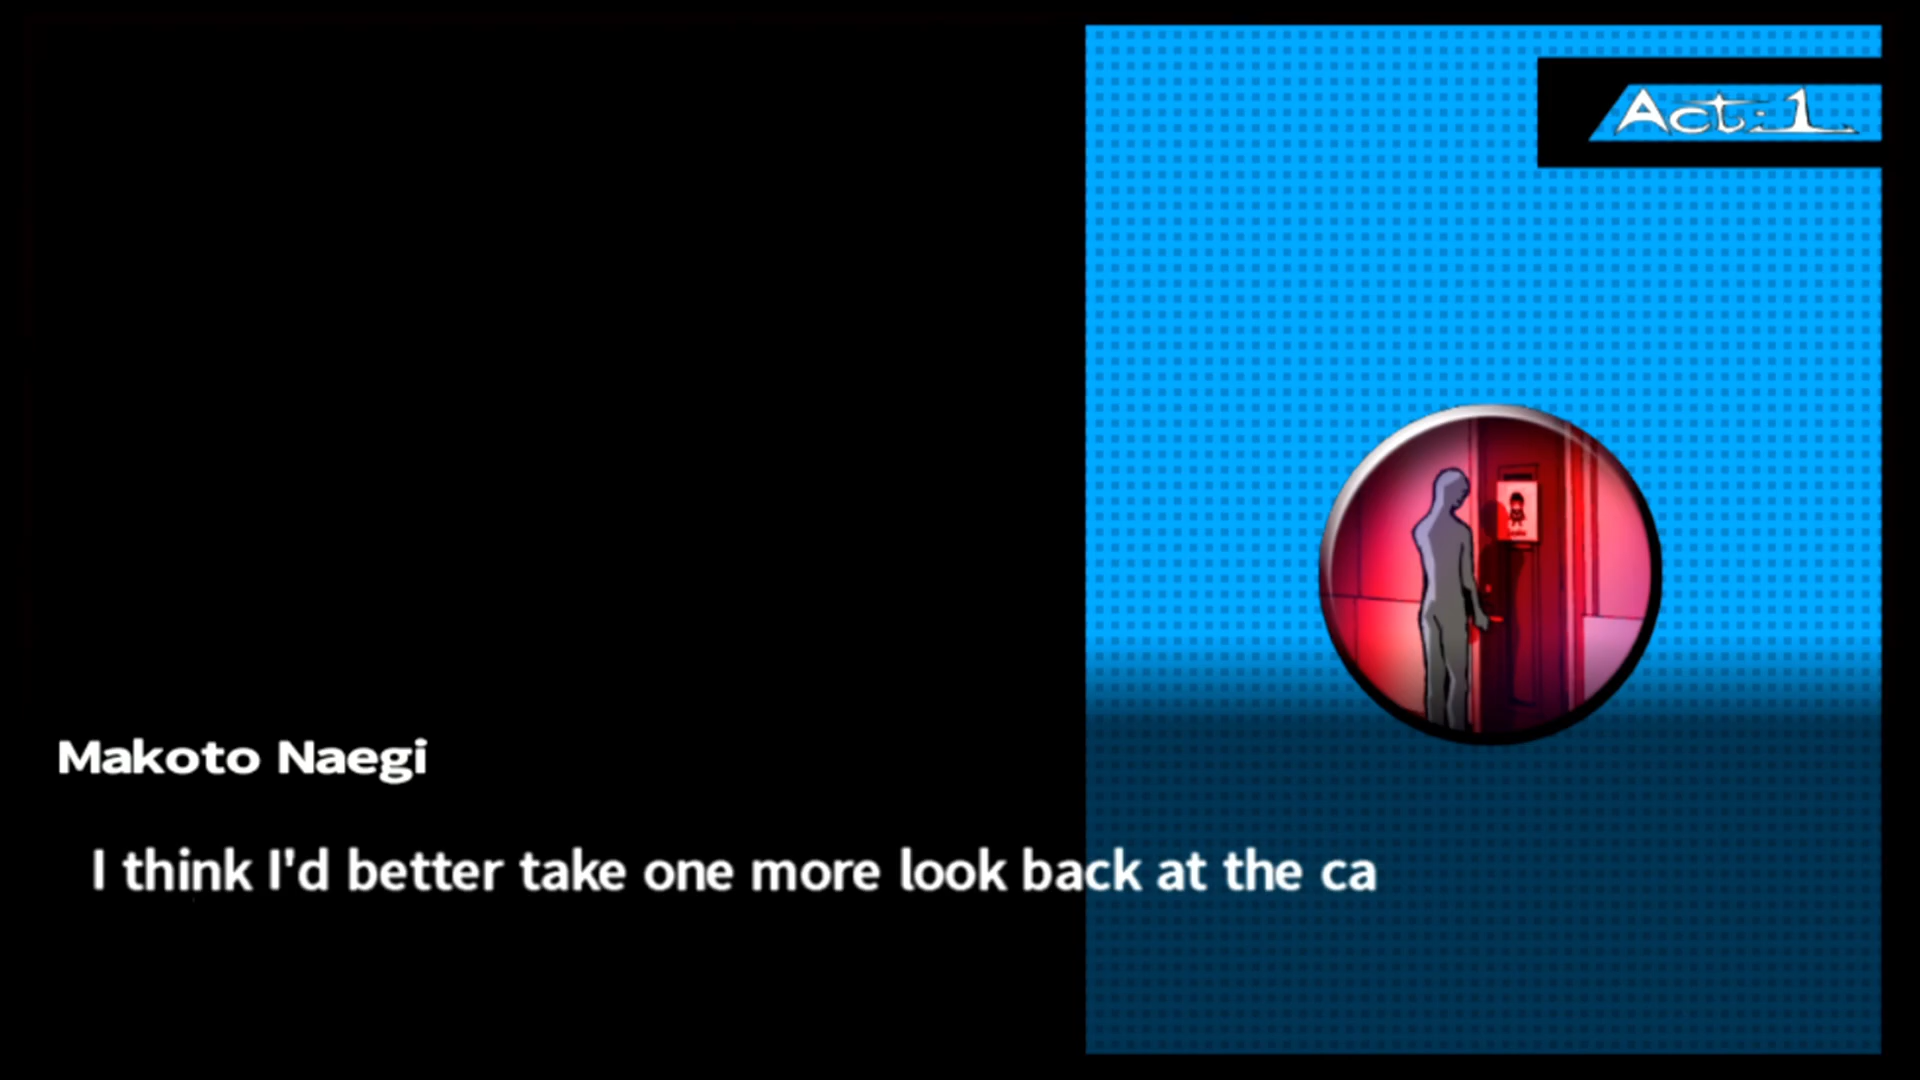 Act:1
Makoto Naegi
I think I'd better take one more look back at the ca